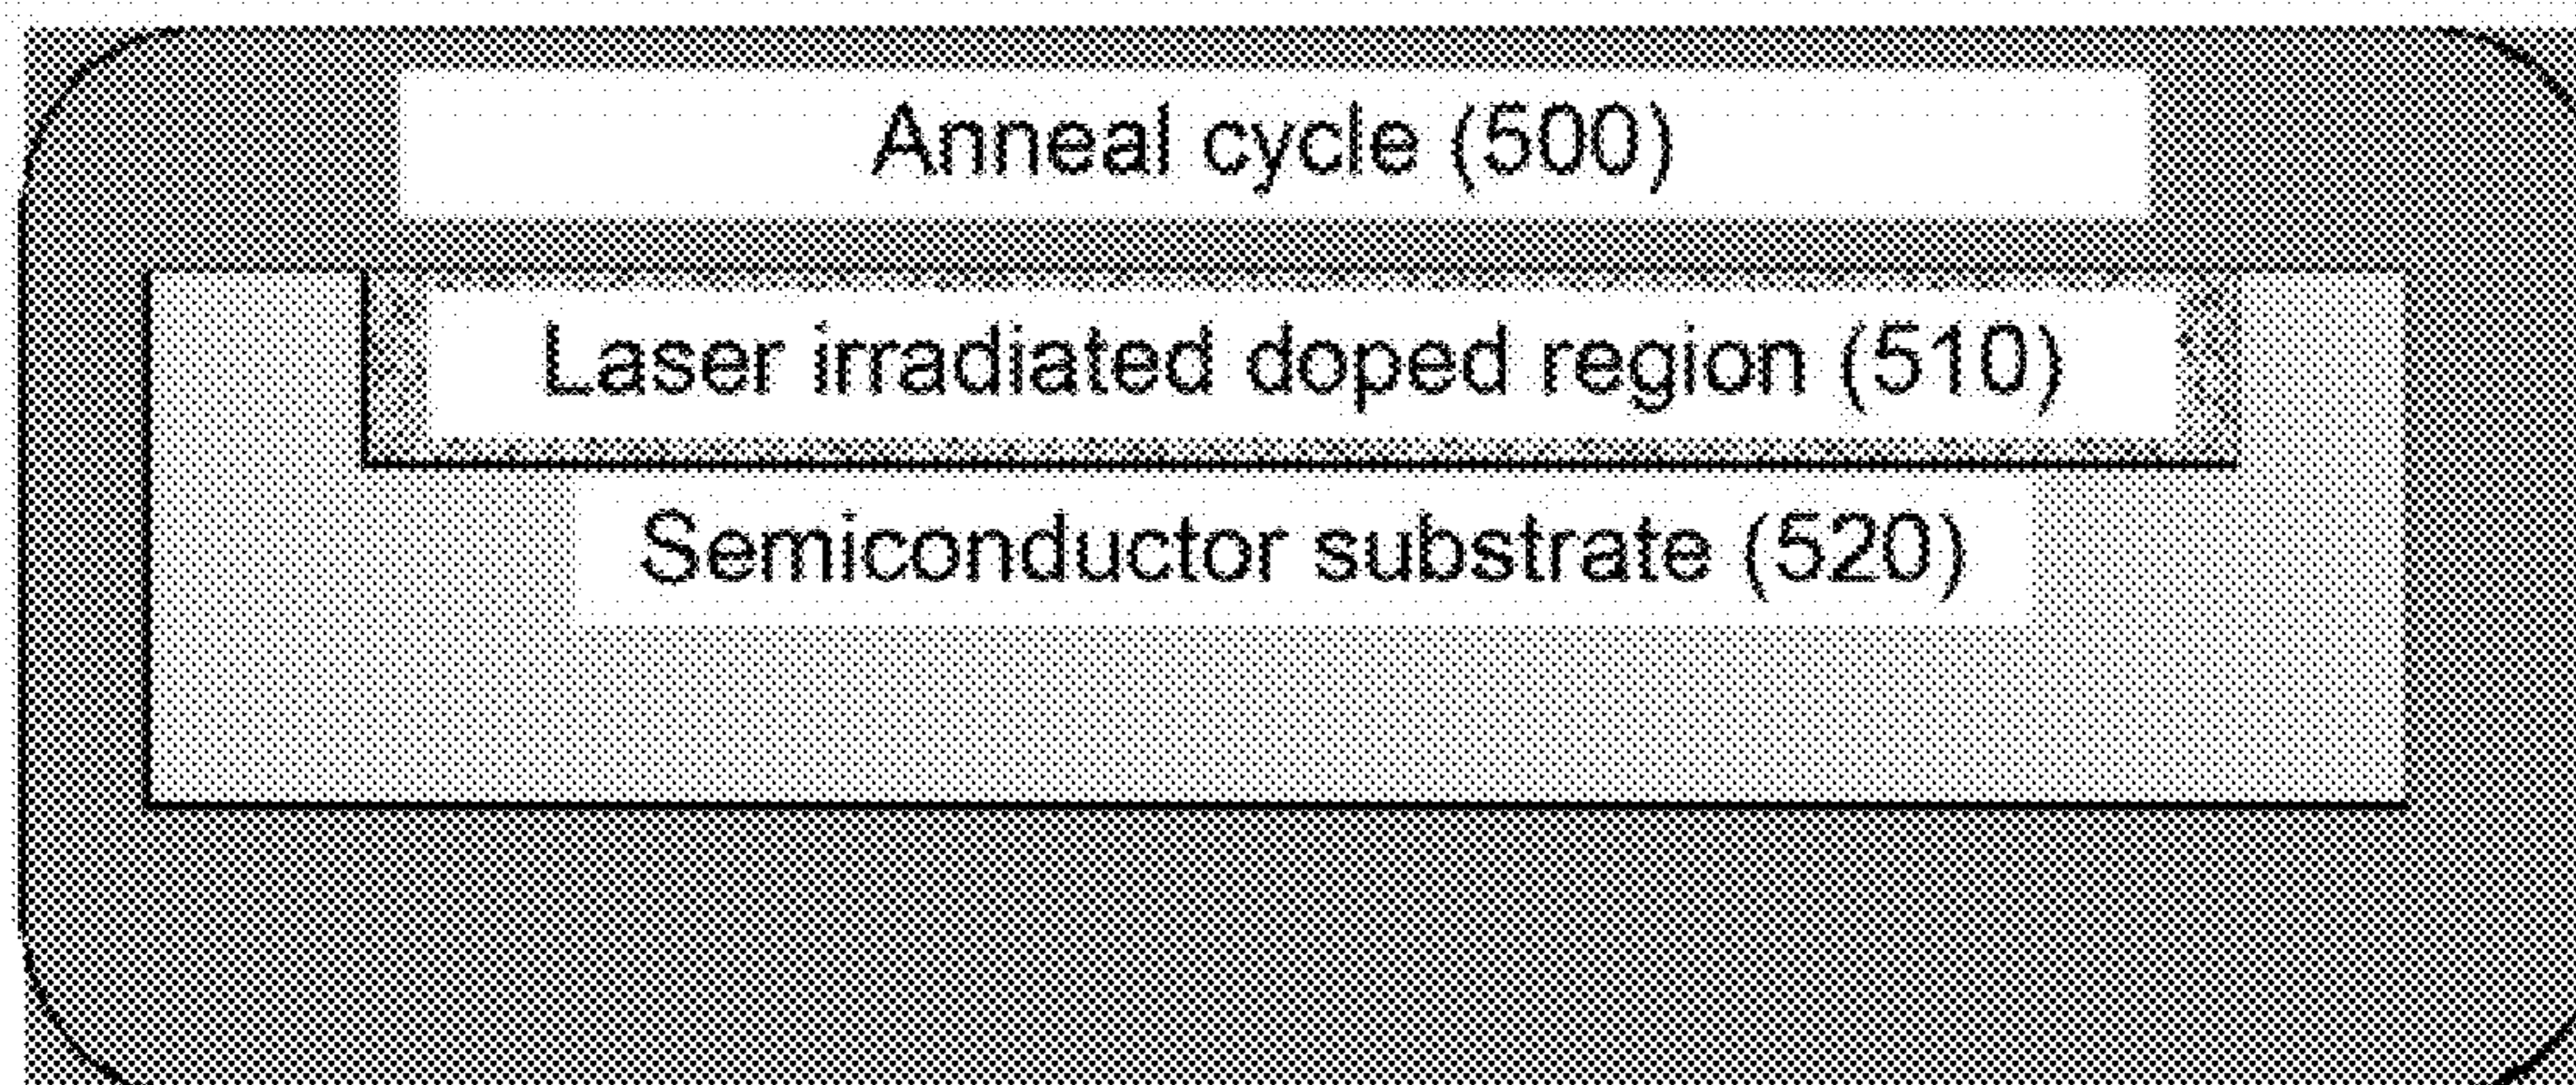 Anneal cycle (500)
Laser irradiated doped region (510)
Semiconductor substrate (520)